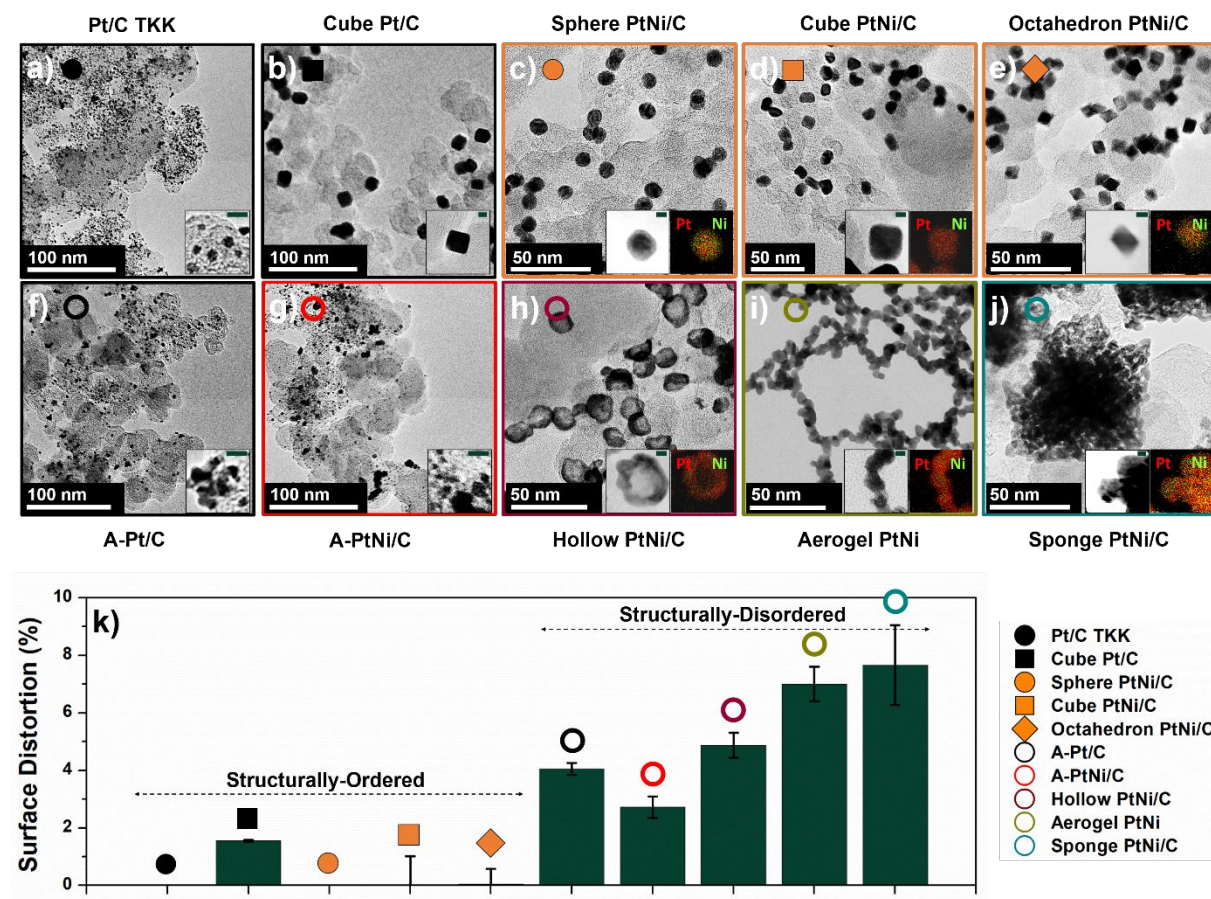 Pt/C TKK
Cube Pt/C
Sphere PtNi/C
Cube PtNi/C
Octahedron PtNi/C
a)
100 nm
b)
100 nm
c)
50 nm
Pt Ni
d)
50 nm
Pt Ni
e)
50 nm
Pt Ni
f)
100 nm
g)
100 nm
h)
50 nm
Pt Ni
i)
50 nm
Pt Ni
j)
50 nm
Pt Ni
A-Pt/C
A-PtNi/C
Hollow PtNi/C
Aerogel PtNi
Sponge PtNi/C
k)
Surface Distortion (%)
10
8
6
4
2
0
Structurally-Ordered
Structurally-Disordered
Pt/C TKK
Cube Pt/C
Sphere PtNi/C
Cube PtNi/C
Octahedron PtNi/C
A-Pt/C
A-PtNi/C
Hollow PtNi/C
Aerogel PtNi
Sponge PtNi/C